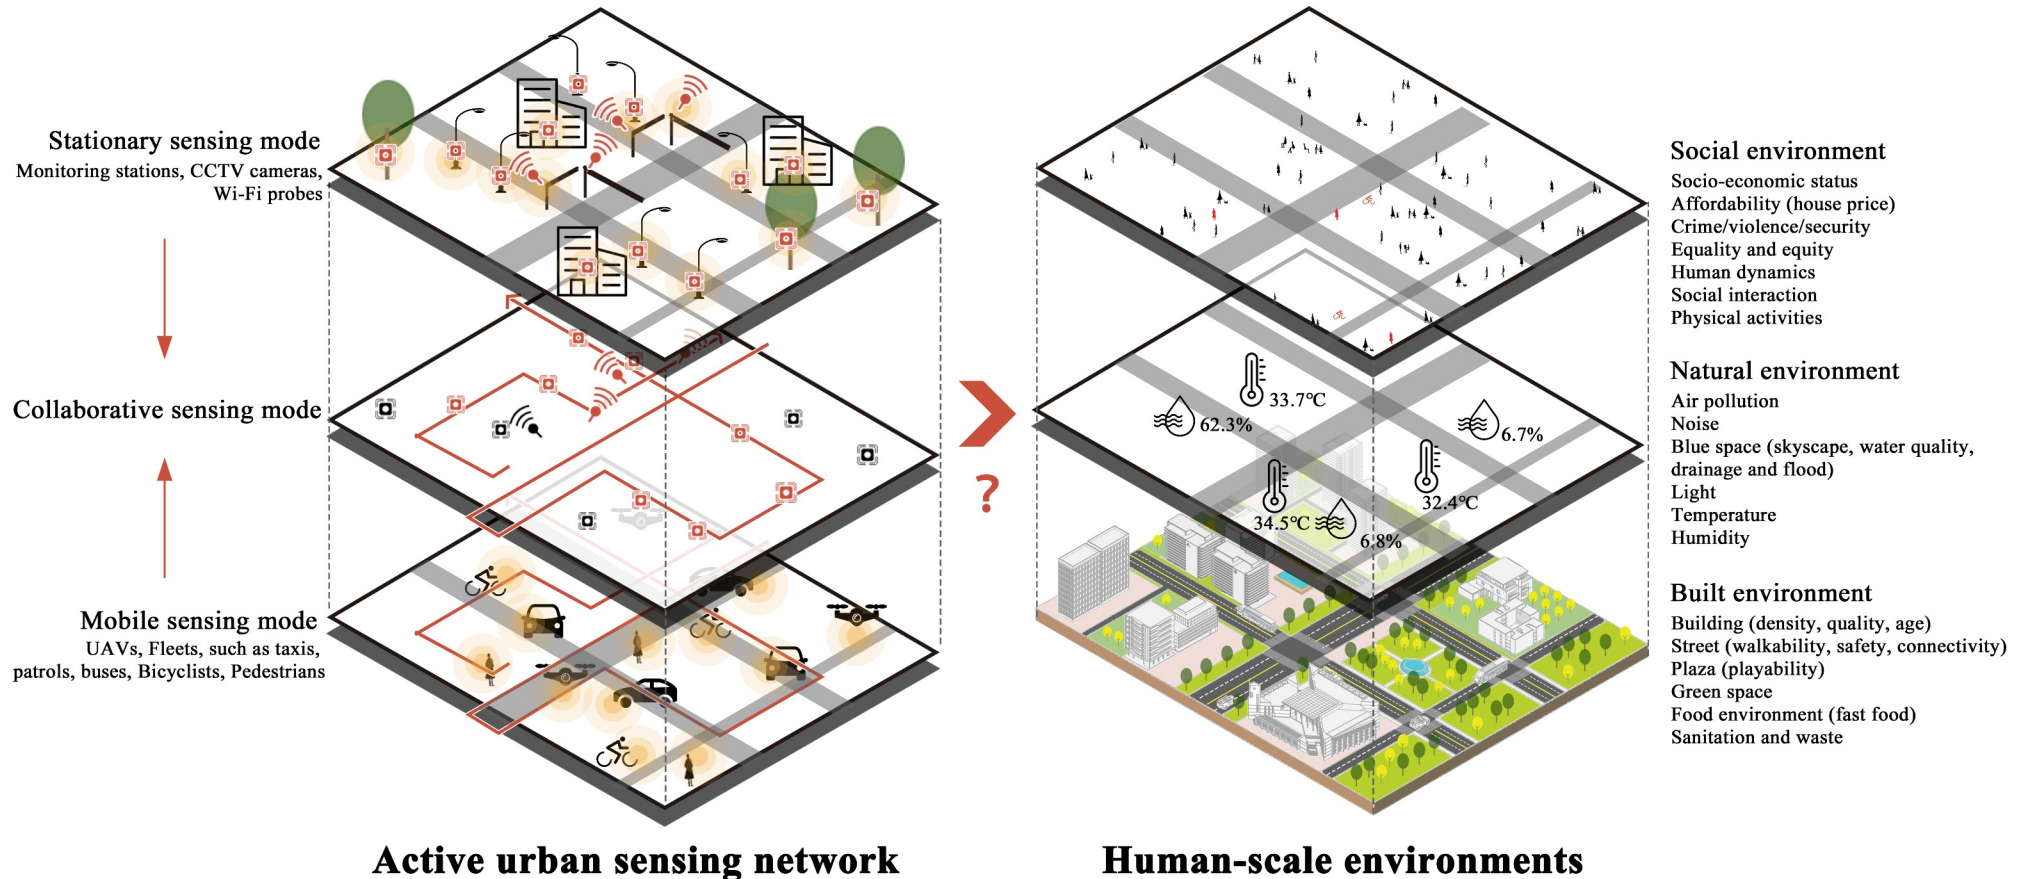 Stationary sensing mode
Monitoring stations, CCTV cameras,
Wi-Fi probes
Collaborative sensing mode
Mobile sensing mode
UAVs, Fleets, such as taxis,
patrols, buses, Bicyclists, Pedestrians
Active urban sensing network
?
33.7℃
62.3%
6.7%
32.4℃
34.5℃
6.8%
Human-scale environments
Social environment
Socio-economic status
Affordability (house price)
Crime/violence/security
Equality and equity
Human dynamics
Social interaction
Physical activities
Natural environment
Air pollution
Noise
Blue space (skyscape, water quality,
drainage and flood)
Light
Temperature
Humidity
Built environment
Building (density, quality, age)
Street (walkability, safety, connectivity)
Plaza (playability)
Green space
Food environment (fast food)
Sanitation and waste